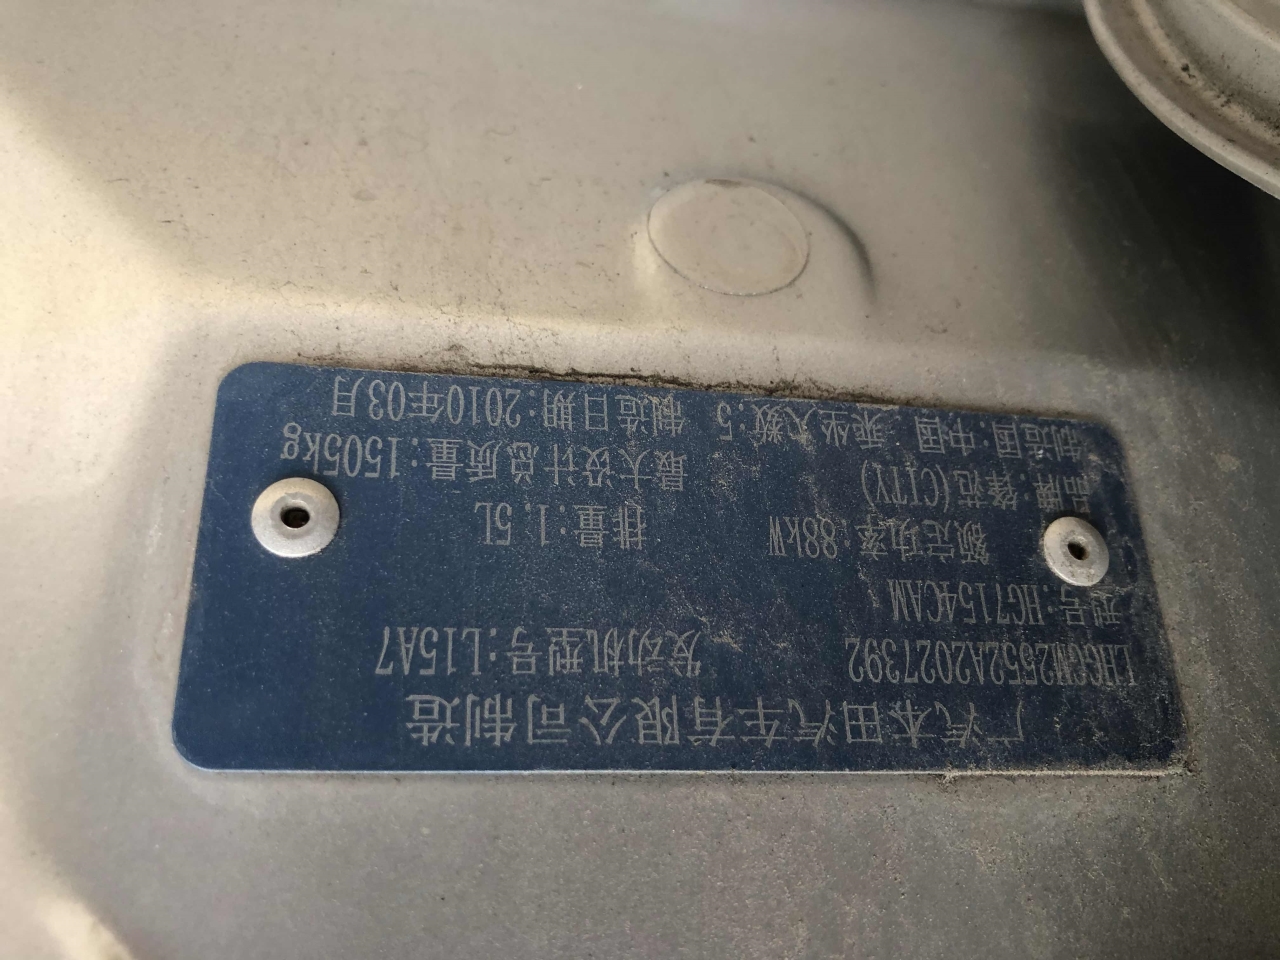 广汽本田汽车有限公司制造
LHGGM2552A2027392 发动机型号:L15A7
型号:HG7154CAM
额定功率:88kW 排量:1.5L
品牌:锋范(CITY) 最大设计总质量:1505kg
制造国:中国 乘坐人数:5 制造日期:2010年03月